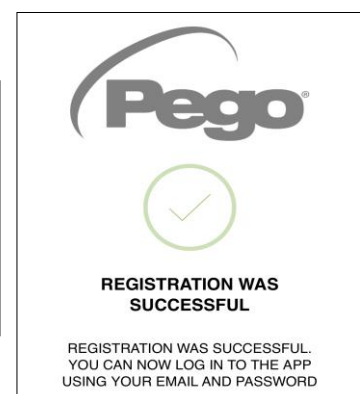 Pego®
REGISTRATION WAS
SUCCESSFUL
REGISTRATION WAS SUCCESSFUL.
YOU CAN NOW LOG IN TO THE APP
USING YOUR EMAIL AND PASSWORD